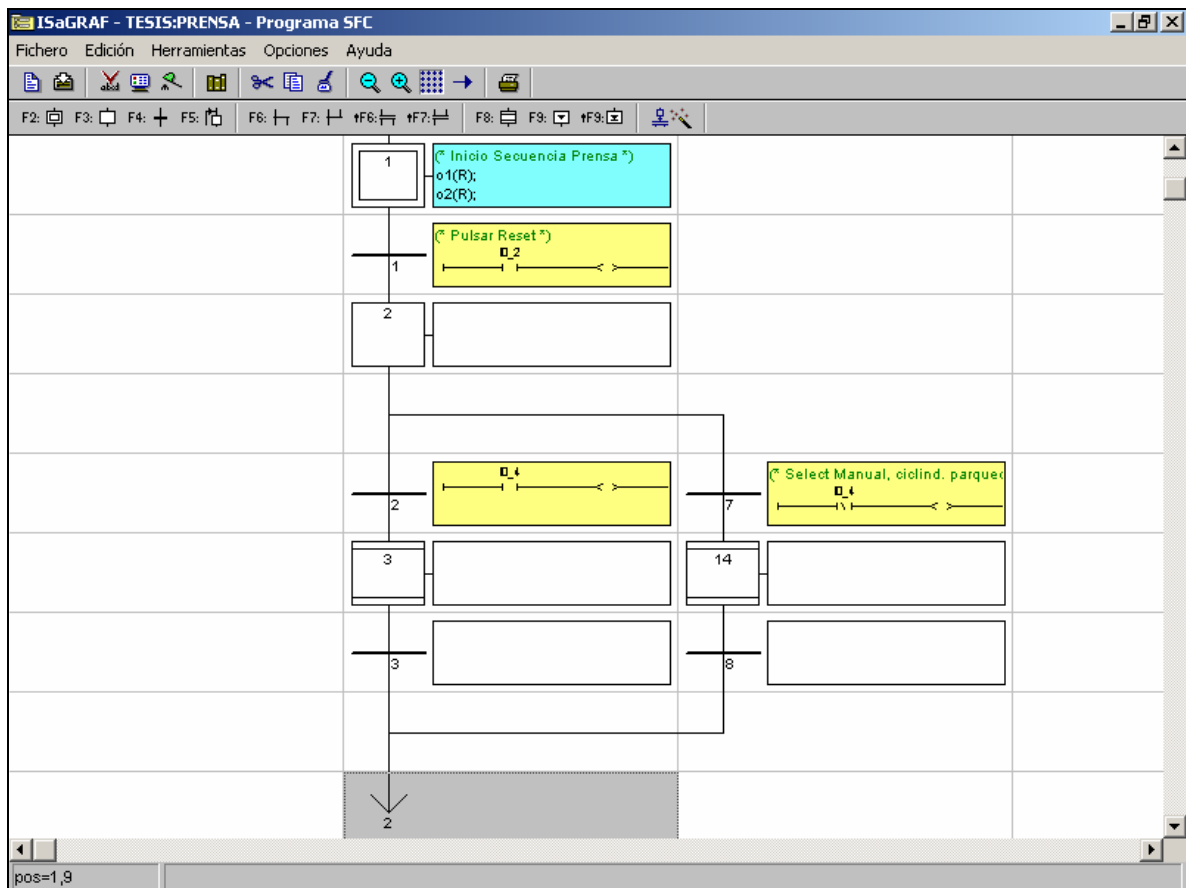 ISaGRAF - TESIS:PRENSA - Programa SFC
Fichero Edición Herramientas Opciones Ayuda
F2: F3: F4: F5: F6: F7: ↑F6: ↑F7: F8: F9: ↑F9:
1
(* Inicio Secuencia Prensa *)
o1(R);
o2(R);
(* Pulsar Reset *)
1
2
2
(* Select Manual, ciclind. parquec
7
3
14
3
8
2
pos=1,9